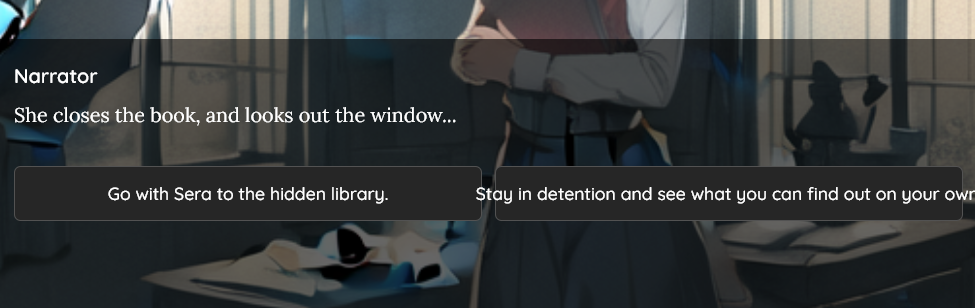 Narrator
She closes the book, and looks out the window...
Go with Sera to the hidden library.
Stay in detention and see what you can find out on your own